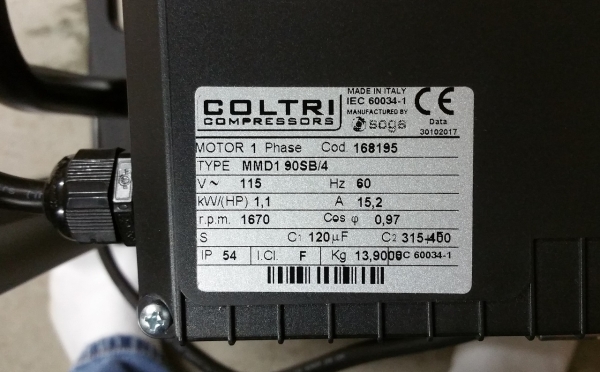 COLTRI
COMPRESSORS
MADE IN ITALY
IEC 60034-1
MANUFACTURED BY
soga
CE
Data
30102017
MOTOR 1 Phase Cod. 168195
TYPE MMD1 90SB/4
V ~ 115 Hz 60
kW/(HP) 1,1 A 15,2
r.p.m. 1670 Cos φ 0,97
S C1 120µF C2 315-400
IP 54 I.Cl. F Kg 13,9000 IEC 60034-1